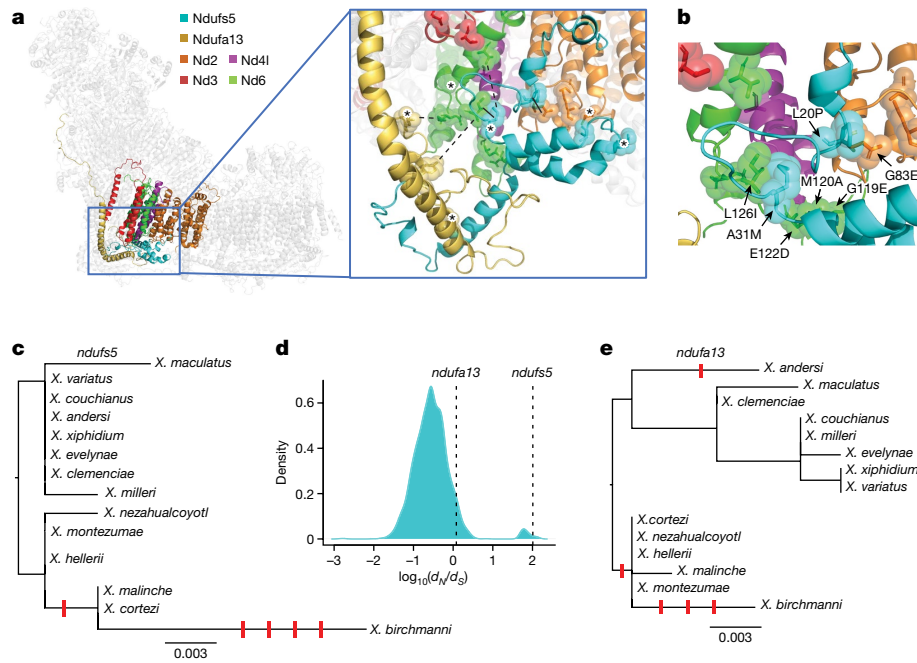 a
Ndufs5
Ndufa13
Nd2 Nd4l
Nd3 Nd6
* * * * * *
b
L20P
G83E
M120A
G119E
L126I
A31M
E122D
c
ndufs5
X. maculatus
X. variatus
X. couchianus
X. andersi
X. xiphidium
X. evelynae
X. clemenciae
X. milleri
X. nezahualcoyotl
X. montezumae
X. hellerii
X. malinche
X. cortezi
X. birchmanni
0.003
d
ndufa13 ndufs5
Density
0.6
0.4
0.2
0
–3 –2 –1 0 1 2
log10(dN/dS)
e
ndufa13
X. andersi
X. maculatus
X. clemenciae
X. couchianus
X. milleri
X. evelynae
X. xiphidium
X. variatus
X.cortezi
X. nezahualcoyotl
X. hellerii
X. malinche
X. montezumae
X. birchmanni
0.003